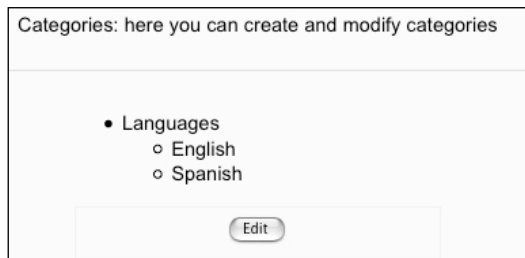 Categories: here you can create and modify categories
Languages
English
Spanish
Edit